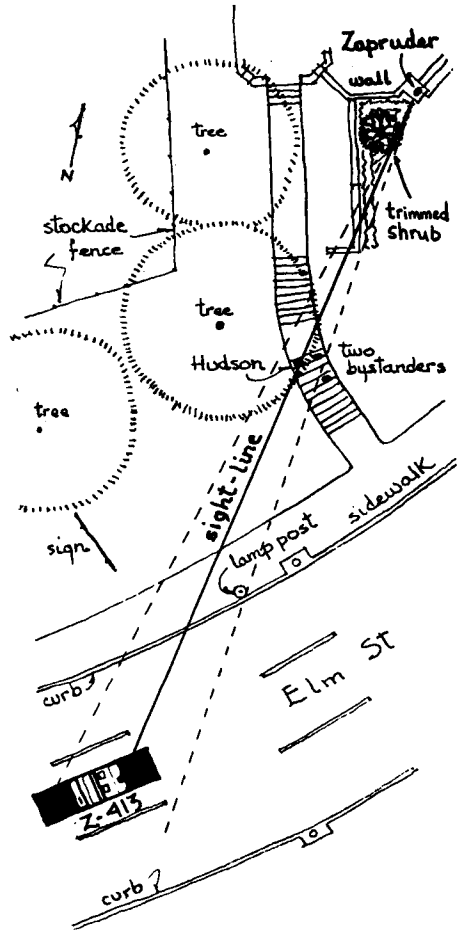 Zapruder
wall
tree
N
trimmed
shrub
stockade
fence
tree
Hudson
two
bystanders
tree
sight-line
sign
lamp post
sidewalk
curb
Elm St
Z-413
curb